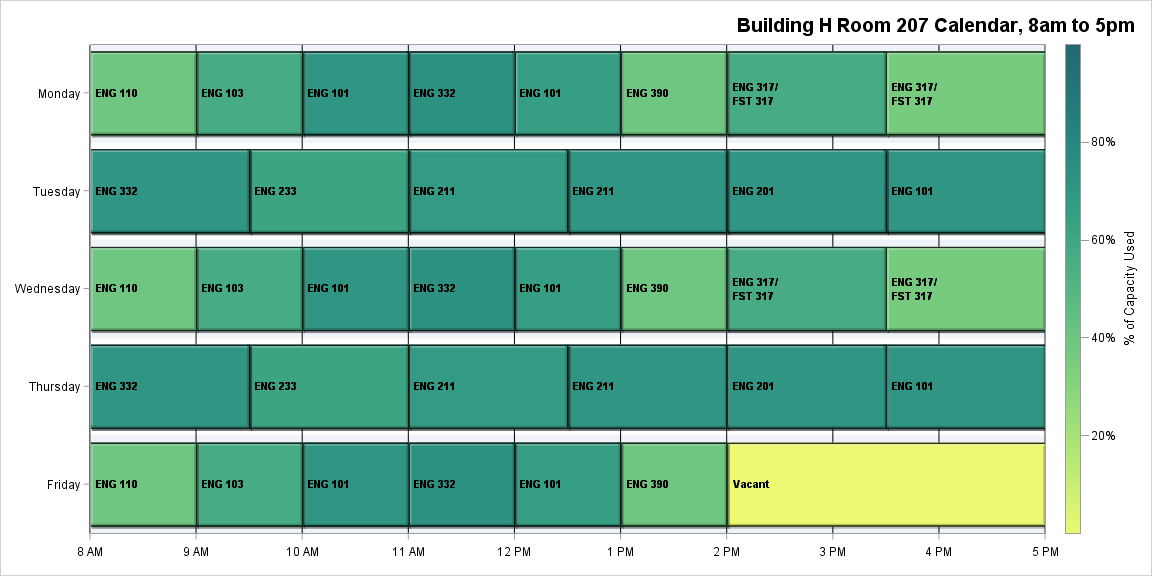 Building H Room 207 Calendar, 8am to 5pm
Monday
ENG 110
ENG 103
ENG 101
ENG 332
ENG 101
ENG 390
ENG 317/
FST 317
ENG 317/
FST 317
Tuesday
ENG 332
ENG 233
ENG 211
ENG 211
ENG 201
ENG 101
Wednesday
ENG 110
ENG 103
ENG 101
ENG 332
ENG 101
ENG 390
ENG 317/
FST 317
ENG 317/
FST 317
Thursday
ENG 332
ENG 233
ENG 211
ENG 211
ENG 201
ENG 101
Friday
ENG 110
ENG 103
ENG 101
ENG 332
ENG 101
ENG 390
Vacant
8 AM
9 AM
10 AM
11 AM
12 PM
1 PM
2 PM
3 PM
4 PM
5 PM
80%
60%
40%
20%
% of Capacity Used